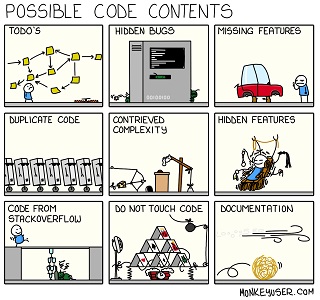 POSSIBLE CODE CONTENTS
TODO'S
HIDDEN BUGS
MISSING FEATURES
DUPLICATE CODE
CONTRIEVED
COMPLEXITY
HIDDEN FEATURES
CODE FROM
STACKOVERFLOW
DO NOT TOUCH CODE
DOCUMENTATION
MONKEYUSER.COM